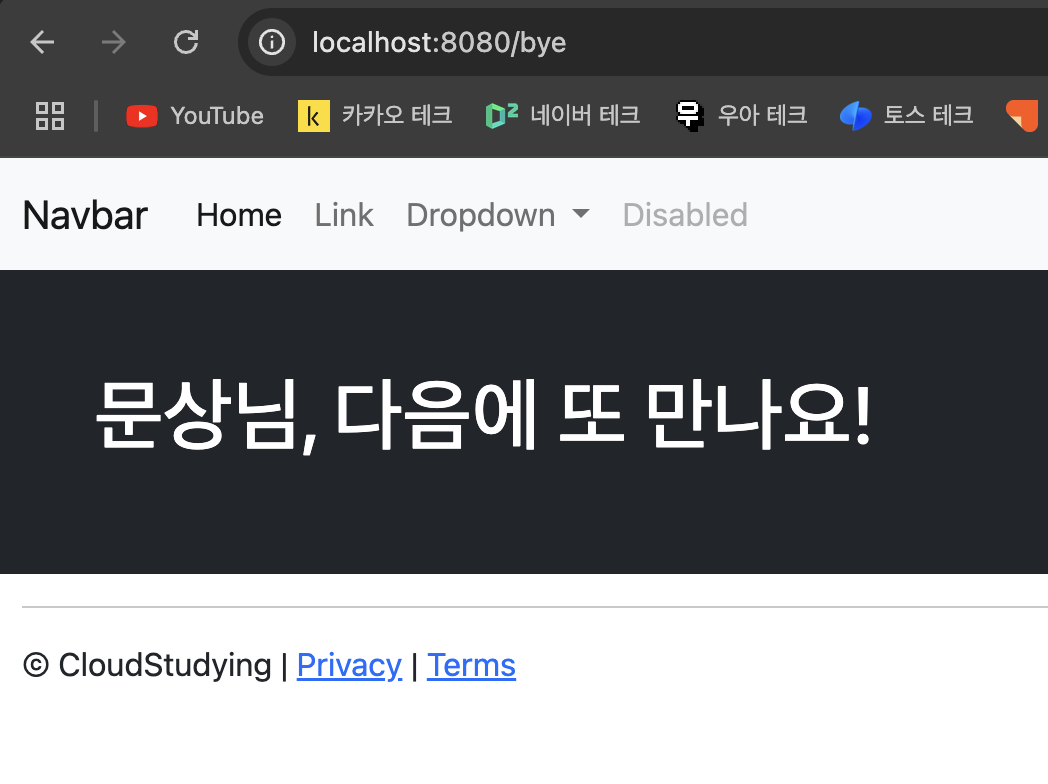 localhost:8080/bye
YouTube k 카카오 테크 D2 네이버 테크 우 우아 테크 토스 테크
Navbar Home Link Dropdown Disabled
문상님, 다음에 또 만나요!
© CloudStudying | Privacy | Terms